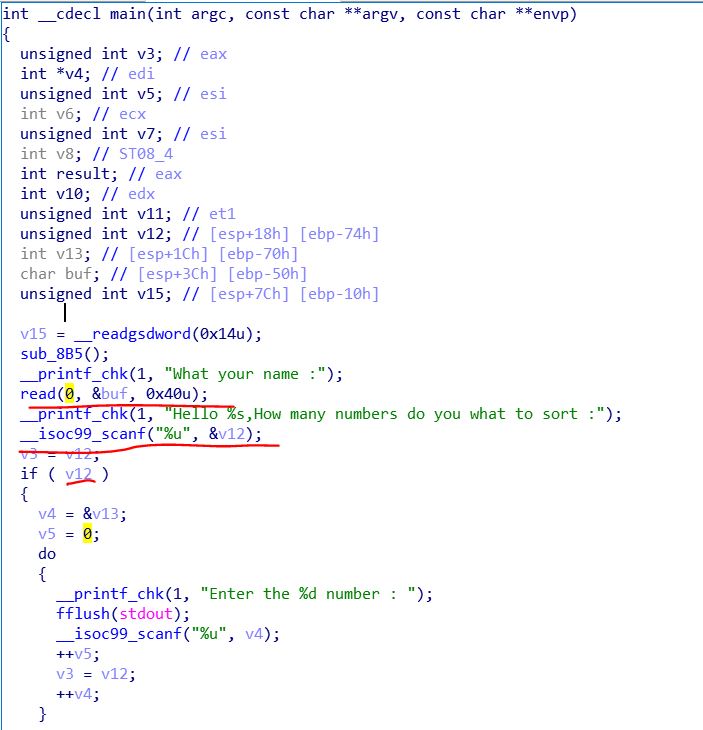 int __cdecl main(int argc, const char **argv, const char **envp)
{
unsigned int v3; // eax
int *v4; // edi
unsigned int v5; // esi
int v6; // ecx
unsigned int v7; // esi
int v8; // ST08_4
int result; // eax
int v10; // edx
unsigned int v11; // et1
unsigned int v12; // [esp+18h] [ebp-74h]
int v13; // [esp+1Ch] [ebp-70h]
char buf; // [esp+3Ch] [ebp-50h]
unsigned int v15; // [esp+7Ch] [ebp-10h]
v15 = __readgsdword(0x14u);
sub_8B5();
__printf_chk(1, "What your name :");
read(0, &buf, 0x40u);
__printf_chk(1, "Hello %s,How many numbers do you what to sort :");
__isoc99_scanf("%u", &v12);
v3 = v12;
if ( v12 )
{
v4 = &v13;
v5 = 0;
do
{
__printf_chk(1, "Enter the %d number : ");
fflush(stdout);
__isoc99_scanf("%u", v4);
++v5;
v3 = v12;
++v4;
}